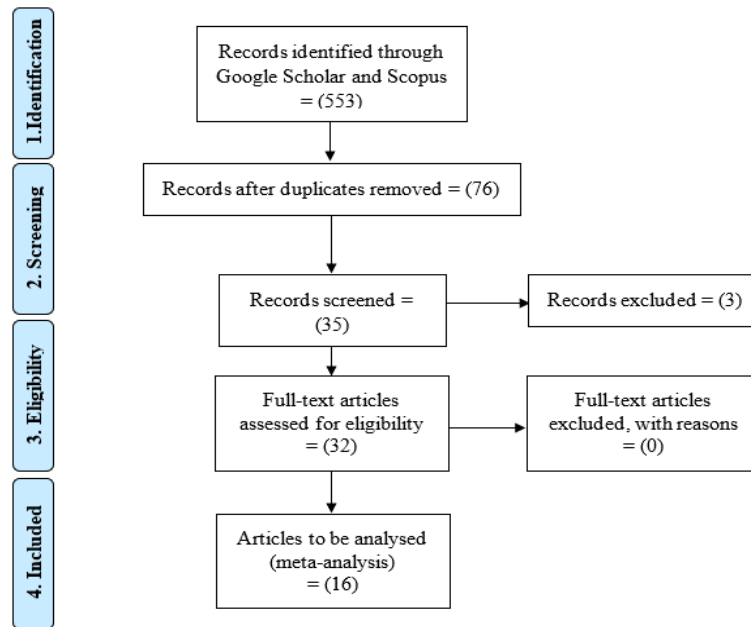 1.Identification
Records identified through
Google Scholar and Scopus
= (553)
Records after duplicates removed = (76)
2. Screening
Records screened =
(35)
Records excluded = (3)
3. Eligibility
Full-text articles
assessed for eligibility
= (32)
Full-text articles
excluded, with reasons
= (0)
4. Included
Articles to be analysed
(meta-analysis)
= (16)